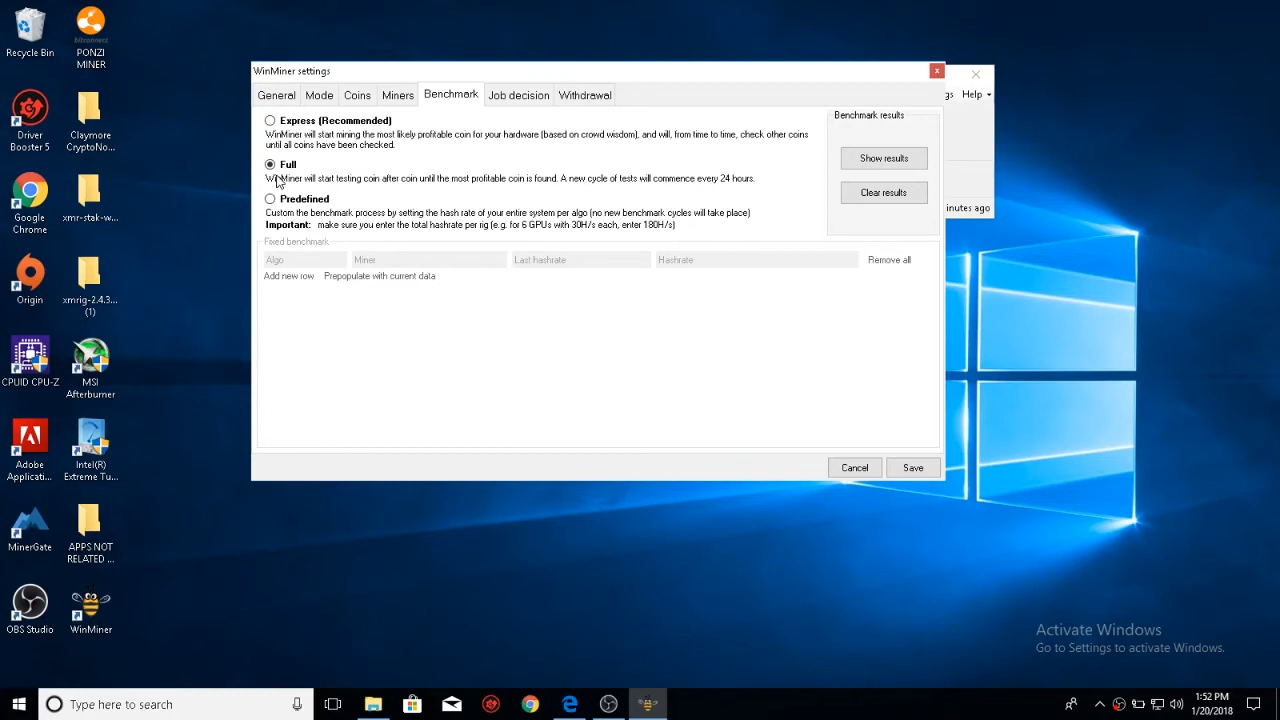 Recycle Bin
bitconnect
PONZI
MINER
Driver
Booster 5
Claymore
CryptoNo...
Google
Chrome
xmr-stak-w...
Origin
xmrig-2.4.3...
(1)
CPUID CPU-Z
MSI
Afterburner
Adobe
Applicati...
Intel(R)
Extreme Tu...
MinerGate
APPS NOT
RELATED ...
OBS Studio
WinMiner
WinMiner settings
x
General Mode Coins Miners Benchmark Job decision Withdrawal
Express (Recommended)
WinMiner will start mining the most likely profitable coin for your hardware (based on crowd wisdom), and will, from time to time, check other coins
until all coins have been checked.
Full
WinMiner will start testing coin after coin until the most profitable coin is found. A new cycle of tests will commence every 24 hours.
Predefined
Custom the benchmark process by setting the hash rate of your entire system per algo (no new benchmark cycles will take place)
Important: make sure you enter the total hashrate per rig (e.g. for 6 GPUs with 30H/s each, enter 180H/s)
Benchmark results
Show results
Clear results
Fixed benchmark
Algo Miner Last hashrate Hashrate Remove all
Add new row Prepopulate with current data
Cancel Save
gs Help
inutes ago
Activate Windows
Go to Settings to activate Windows.
Type here to search
1:52 PM
1/20/2018